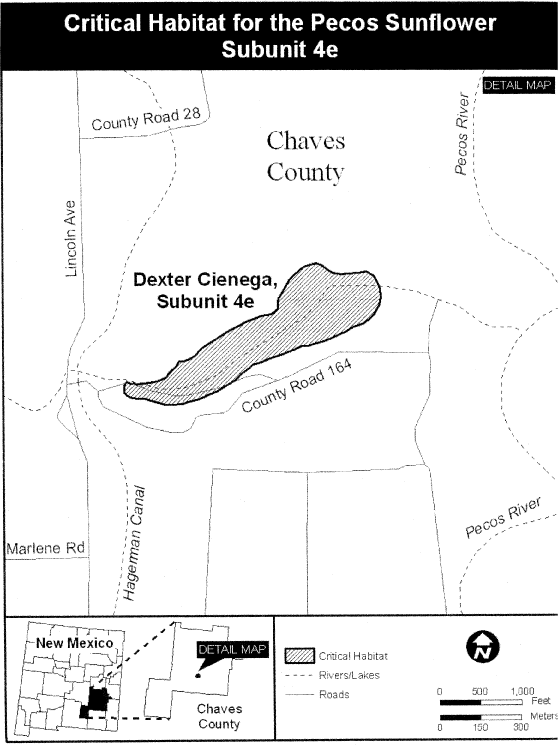 Critical Habitat for the Pecos Sunflower
Subunit 4e
DETAIL MAP
County Road 28
Chaves
County
Pecos River
Lincoln Ave
Dexter Cienega,
Subunit 4e
County Road 164
Hagerman Canal
Pecos River
Marlene Rd
New Mexico
DETAIL MAP
Chaves
County
Critical Habitat
Rivers/Lakes
Roads
N
0 500 1,000
Feet
Meters
0 150 300